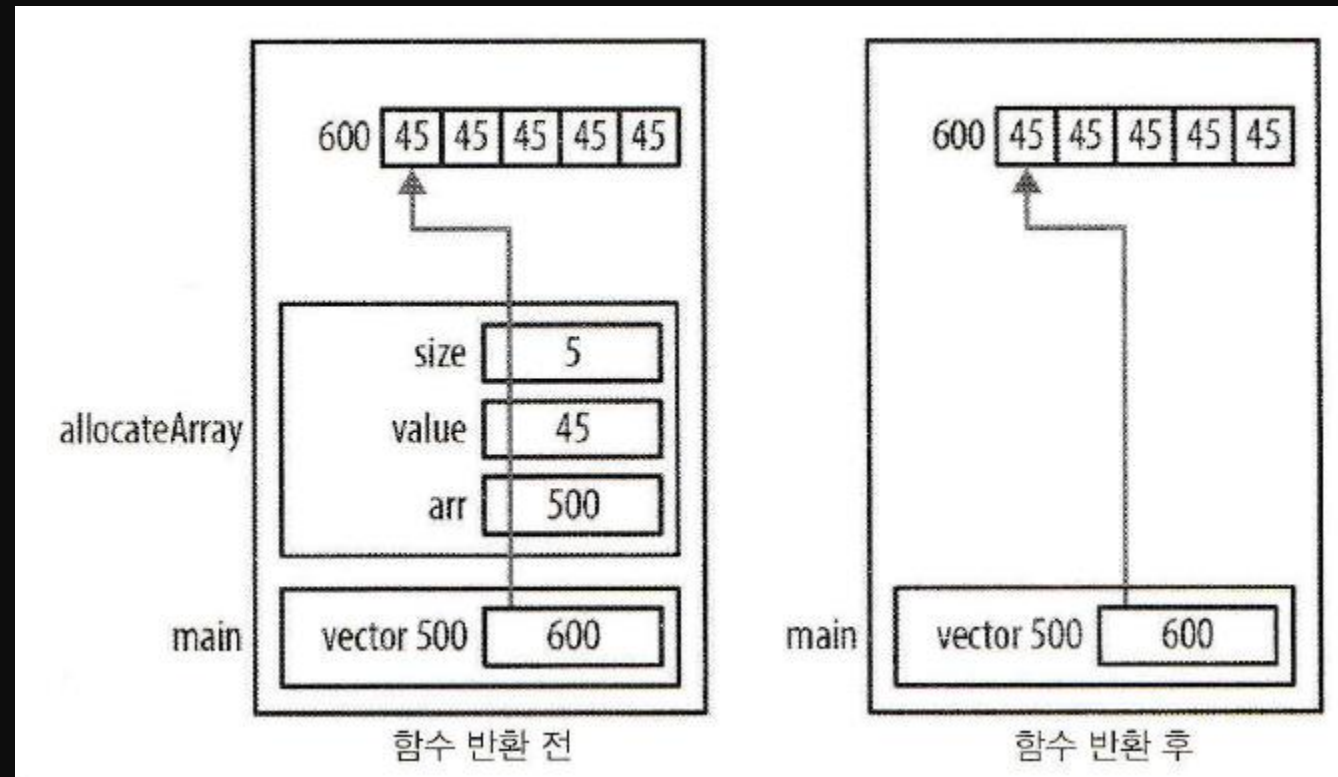 600 45 45 45 45 45
size 5
allocateArray
value 45
arr 500
main
vector 500 600
함수 반환 전
600 45 45 45 45 45
main
vector 500 600
함수 반환 후